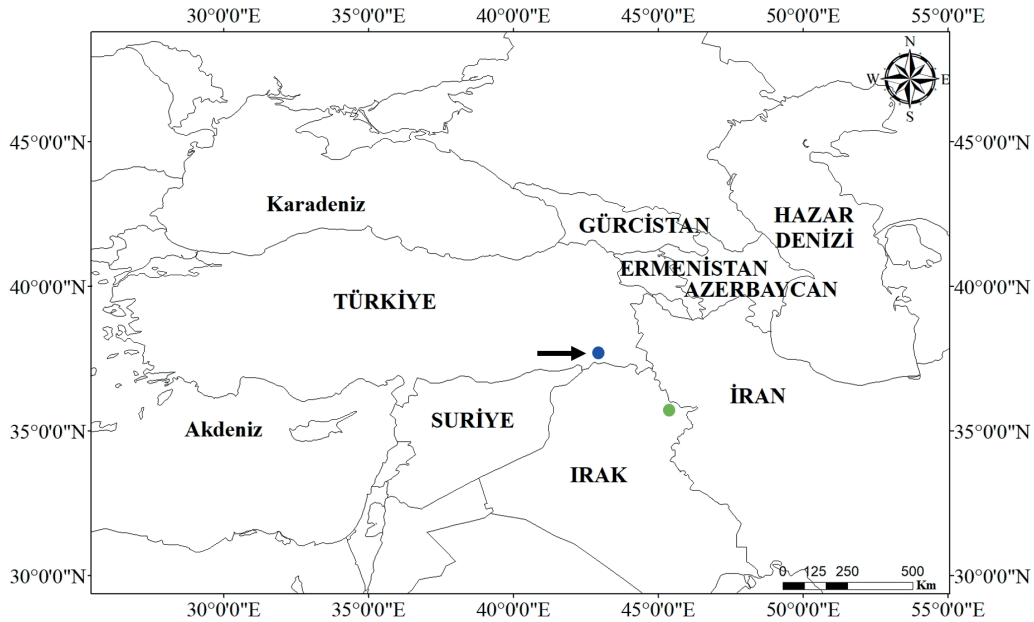 30°0'0"E 35°0'0"E 40°0'0"E 45°0'0"E 50°0'0"E 55°0'0"E
N
W E
S
45°0'0"N 45°0'0"N
Karadeniz
GÜRCİSTAN
HAZAR
DENİZİ
ERMENİSTAN
AZERBAYCAN
40°0'0"N 40°0'0"N
TÜRKİYE
İRAN
SURİYE
Akdeniz
35°0'0"N 35°0'0"N
IRAK
30°0'0"N 30°0'0"N
0 125 250 500
Km
30°0'0"E 35°0'0"E 40°0'0"E 45°0'0"E 50°0'0"E 55°0'0"E